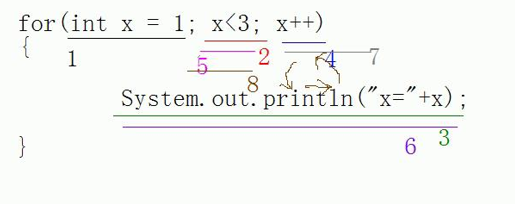 for(int x = 1; x<3; x++)
{
1 5 2 4 7
8
System.out.println("x="+x);
6 3
}